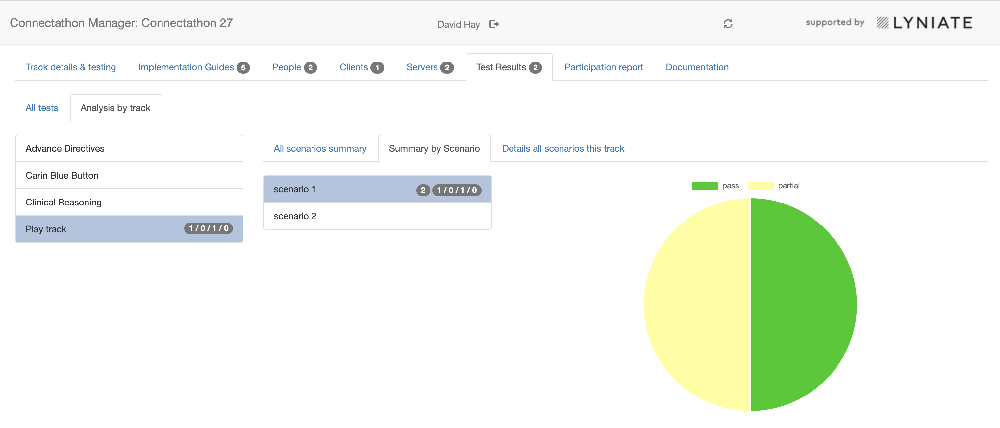 Connectathon Manager: Connectathon 27
David Hay
supported by LYNIATE
Track details & testing Implementation Guides 5 People 2 Clients 1 Servers 2 Test Results 2 Participation report Documentation
All tests Analysis by track
Advance Directives
Carin Blue Button
Clinical Reasoning
Play track 1 / 0 / 1 / 0
All scenarios summary Summary by Scenario Details all scenarios this track
scenario 1 2 1 / 0 / 1 / 0
scenario 2
pass partial